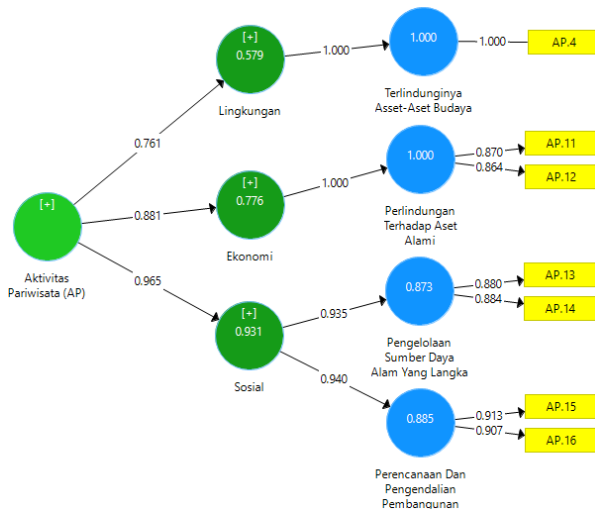 [+]
0.579
Lingkungan
1.000
1.000
Terlindunginya
Asset-Aset Budaya
1.000
AP.4
0.761
[+]
0.776
Ekonomi
1.000
1.000
Perlindungan
Terhadap Aset
Alami
0.870
0.864
AP.11
AP.12
[+]
Aktivitas
Pariwisata (AP)
0.881
0.965
[+]
0.931
Sosial
0.935
0.873
Pengelolaan
Sumber Daya
Alam Yang Langka
0.880
0.884
AP.13
AP.14
0.940
0.885
Perencanaan Dan
Pengendalian
Pembangunan
0.913
0.907
AP.15
AP.16